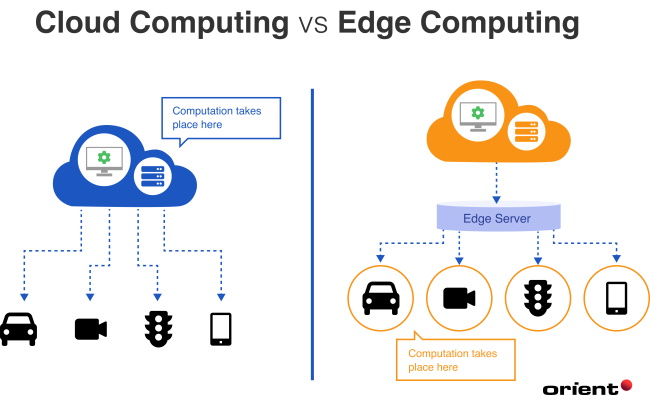 Cloud Computing vs Edge Computing
Computation takes
place here
Edge Server
Computation takes
place here
orient